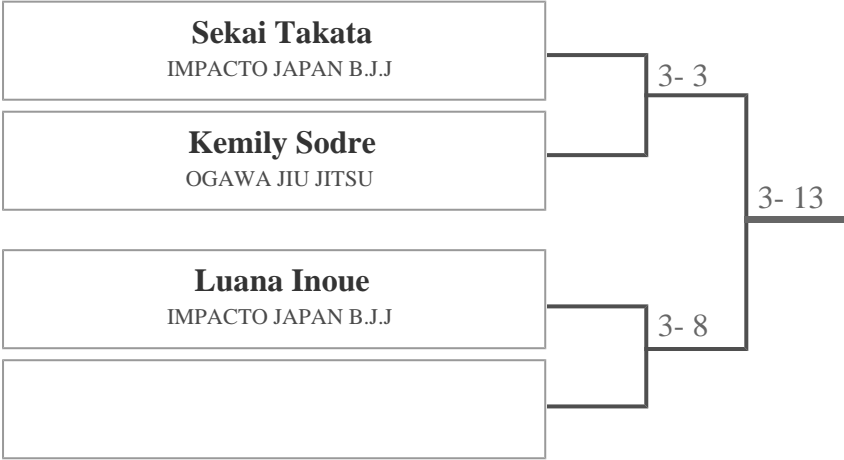 Sekai Takata
IMPACTO JAPAN B.J.J
3- 3
Kemily Sodre
OGAWA JIU JITSU
3- 13
Luana Inoue
IMPACTO JAPAN B.J.J
3- 8